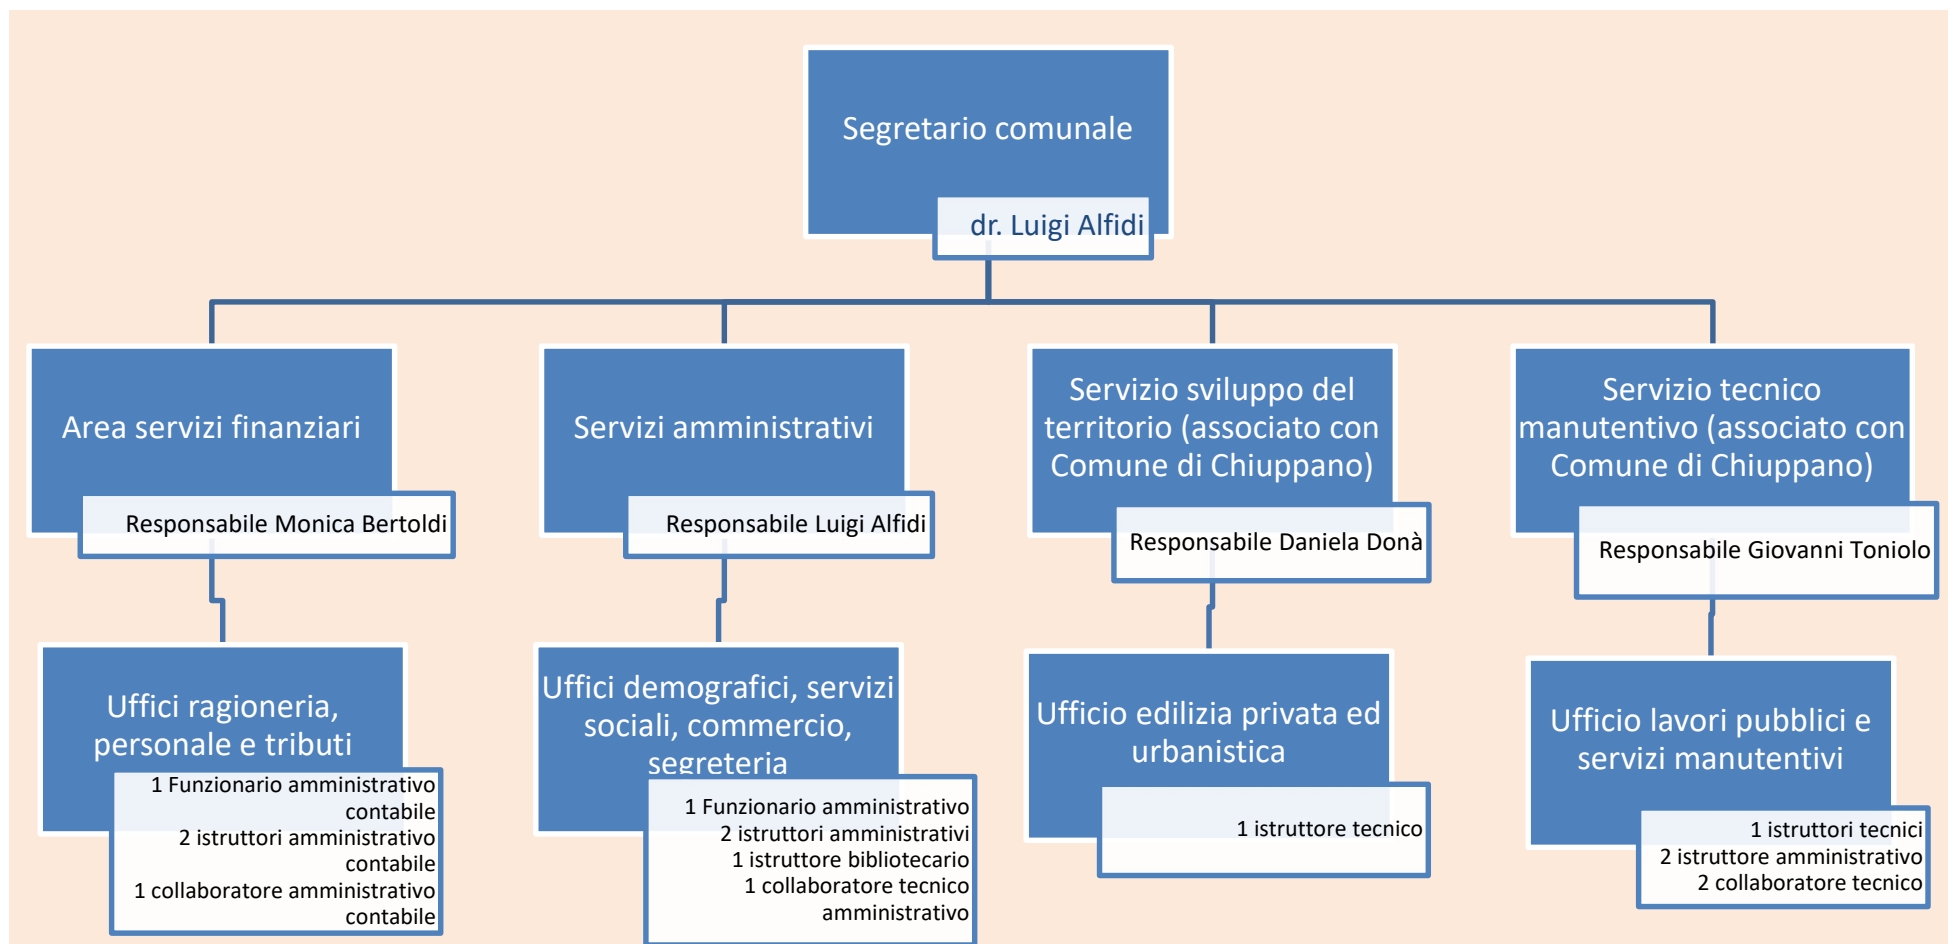 Segretario comunale
dr. Luigi Alfidi
Area servizi finanziari
Responsabile Monica Bertoldi
Servizi amministrativi
Responsabile Luigi Alfidi
Servizio sviluppo del
territorio (associato con
Comune di Chiuppano)
Responsabile Daniela Donà
Servizio tecnico
manutentivo (associato con
Comune di Chiuppano)
Responsabile Giovanni Toniolo
Uffici ragioneria,
personale e tributi
1 Funzionario amministrativo
contabile
2 istruttori amministrativo
contabile
1 collaboratore amministrativo
contabile
Uffici demografici, servizi
sociali, commercio,
segreteria
1 Funzionario amministrativo
2 istruttori amministrativi
1 istruttore bibliotecario
1 collaboratore tecnico
amministrativo
Ufficio edilizia privata ed
urbanistica
1 istruttore tecnico
Ufficio lavori pubblici e
servizi manutentivi
1 istruttori tecnici
2 istruttore amministrativo
2 collaboratore tecnico